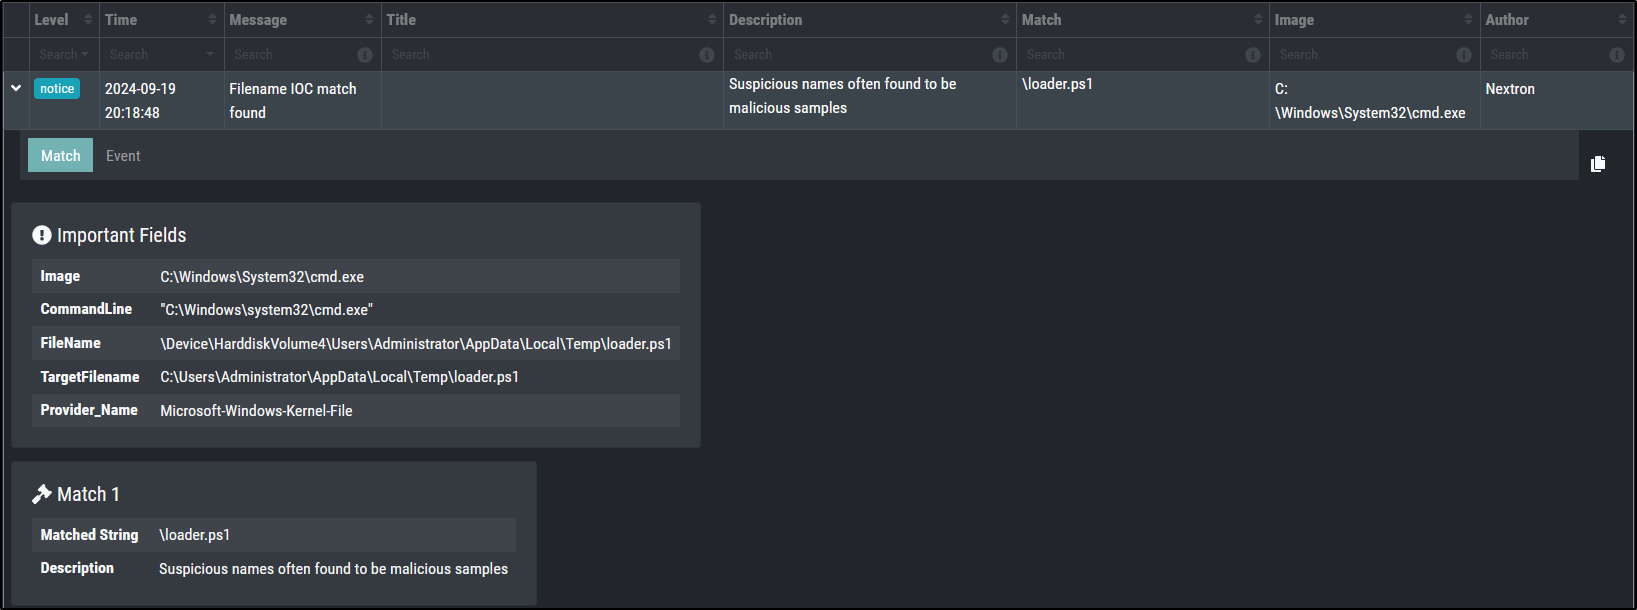 Level Time Message Title Description Match Image Author
Search Search Search Search Search Search Search Search
notice 2024-09-19 Filename IOC match Suspicious names often found to be \loader.ps1 C: Nextron
20:18:48 found malicious samples \Windows\System32\cmd.exe
Match Event
Important Fields
Image C:\Windows\System32\cmd.exe
CommandLine "C:\Windows\system32\cmd.exe"
FileName \Device\HarddiskVolume4\Users\Administrator\AppData\Local\Temp\loader.ps1
TargetFilename C:\Users\Administrator\AppData\Local\Temp\loader.ps1
Provider_Name Microsoft-Windows-Kernel-File
Match 1
Matched String \loader.ps1
Description Suspicious names often found to be malicious samples